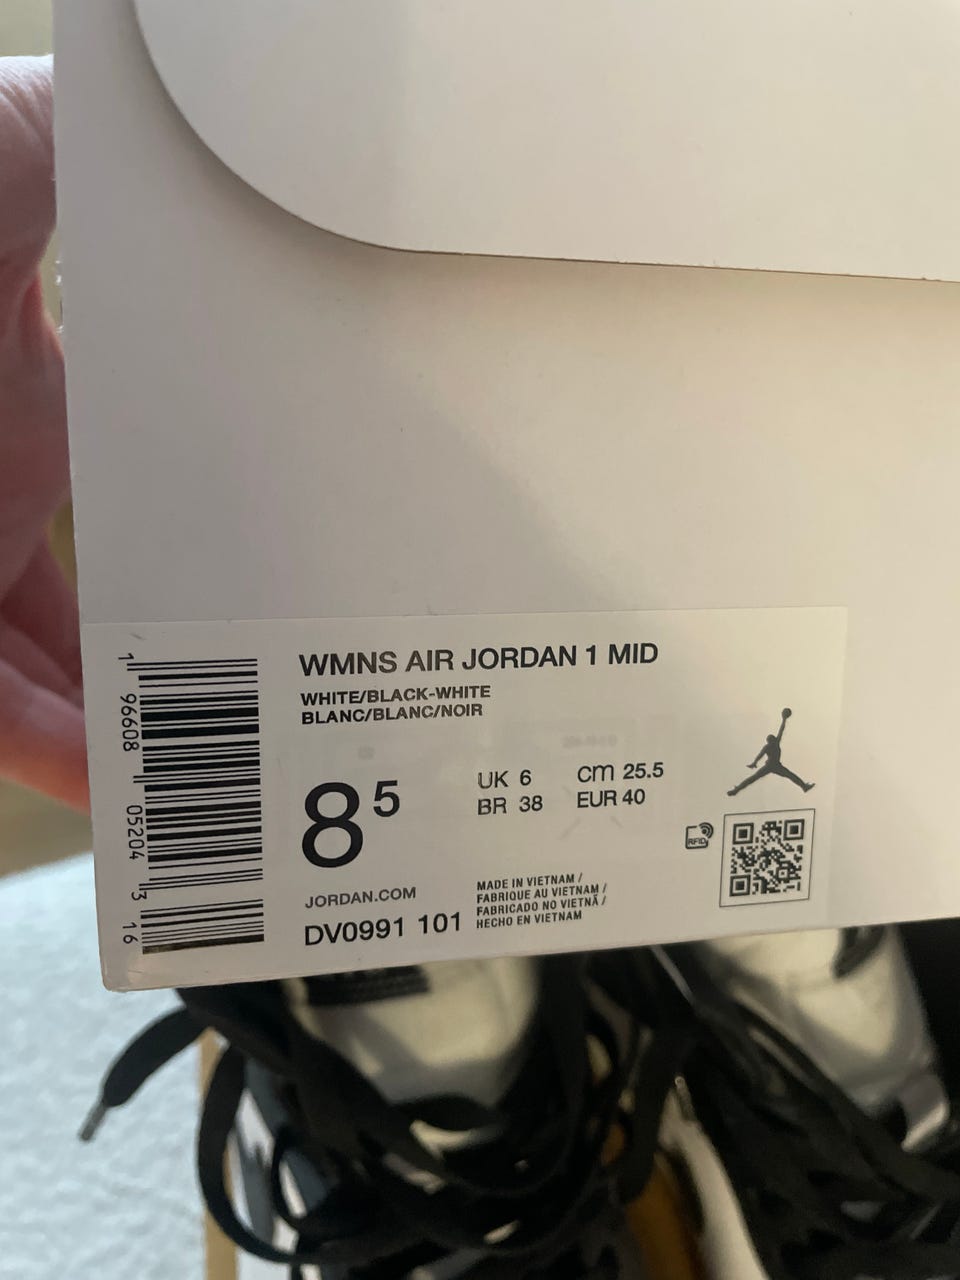 WMNS AIR JORDAN 1 MID
WHITE/BLACK-WHITE
BLANC/BLANC/NOIR
8 5
UK 6
BR 38
cm 25.5
EUR 40
RFID
JORDAN.COM
DV0991 101
MADE IN VIETNAM /
FABRIQUE AU VIETNAM /
FABRICADO NO VIETNÃ /
HECHO EN VIETNAM
1 96608 05204 3 16